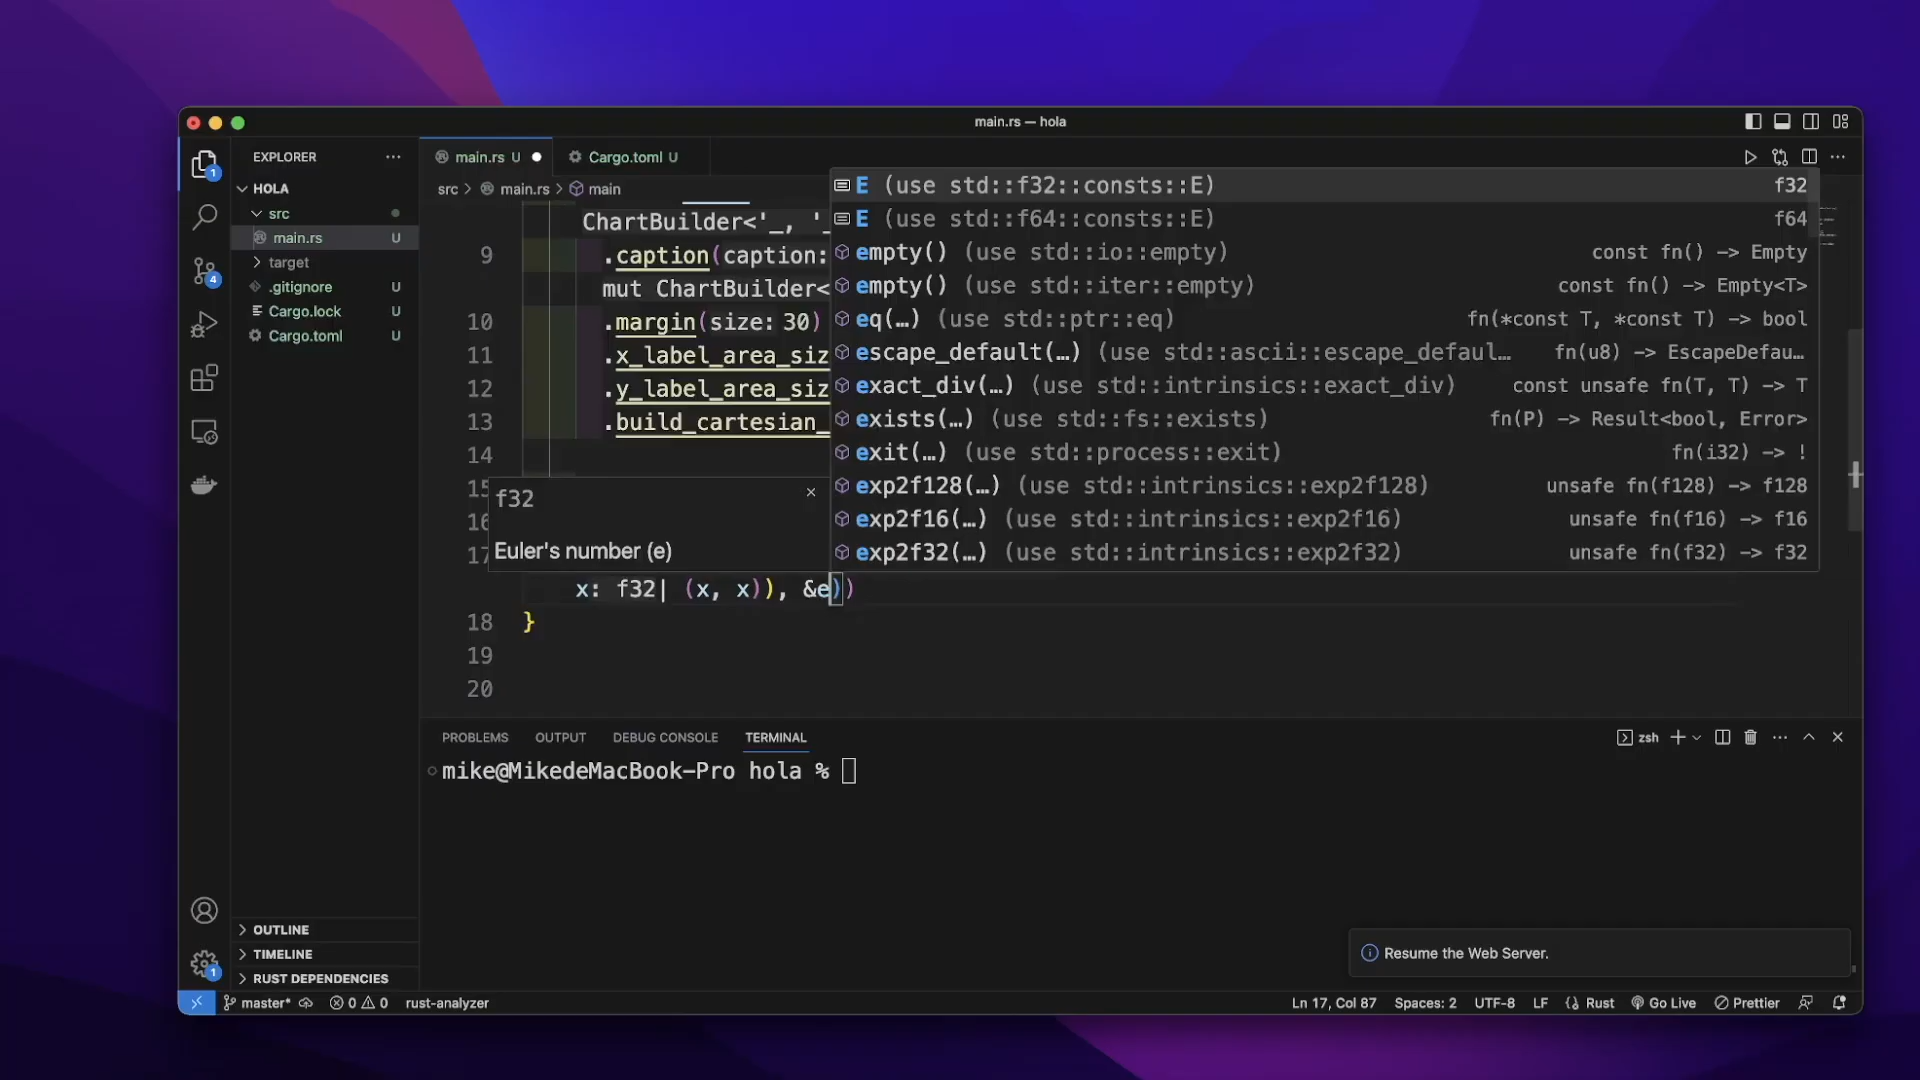 main.rs — hola
EXPLORER
HOLA
src
main.rs U
target
.gitignore U
Cargo.lock U
Cargo.toml U
OUTLINE
TIMELINE
RUST DEPENDENCIES
1
4
1
main.rs U
Cargo.toml U
src > main.rs > main
ChartBuilder<'_, '_
9 .caption(caption:
mut ChartBuilder<
10 .margin(size: 30)
11 .x_label_area_siz
12 .y_label_area_siz
13 .build_cartesian_
14
15
16
17
x: f32| (x, x)), &e))
18 }
19
20
f32
Euler's number (e)
E (use std::f32::consts::E) f32
E (use std::f64::consts::E) f64
empty() (use std::io::empty) const fn() -> Empty
empty() (use std::iter::empty) const fn() -> Empty<T>
eq(…) (use std::ptr::eq) fn(*const T, *const T) -> bool
escape_default(…) (use std::ascii::escape_defaul… fn(u8) -> EscapeDefau…
exact_div(…) (use std::intrinsics::exact_div) const unsafe fn(T, T) -> T
exists(…) (use std::fs::exists) fn(P) -> Result<bool, Error>
exit(…) (use std::process::exit) fn(i32) -> !
exp2f128(…) (use std::intrinsics::exp2f128) unsafe fn(f128) -> f128
exp2f16(…) (use std::intrinsics::exp2f16) unsafe fn(f16) -> f16
exp2f32(…) (use std::intrinsics::exp2f32) unsafe fn(f32) -> f32
PROBLEMS OUTPUT DEBUG CONSOLE TERMINAL
zsh
mike@MikedeMacBook-Pro hola %
Resume the Web Server.
master* 0 0 rust-analyzer
Ln 17, Col 87 Spaces: 2 UTF-8 LF Rust Go Live Prettier